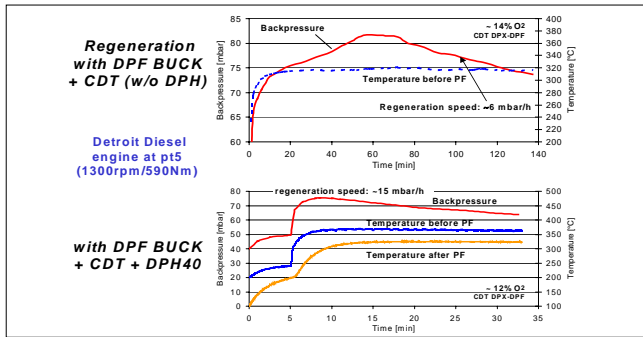 Regeneration
with DPF BUCK
+ CDT (w/o DPH)
Detroit Diesel
engine at pt5
(1300rpm/590Nm)
with DPF BUCK
+ CDT + DPH40
Backpressure [mbar]
85
80
75
70
65
60
Backpressure
~ 14% O2
CDT DPX-DPF
Temperature before PF
Regeneration speed: ~6 mbar/h
400
380
360
340
320
300
280
260
240
220
200
Temperature [°C]
0 20 40 60 80 100 120 140
Time [min]
Backpressure [mbar]
80
70
60
50
40
30
20
10
0
regeneration speed: ~15 mbar/h
Backpressure
Temperature before PF
Temperature after PF
~ 12% O2
CDT DPX-DPF
500
450
400
350
300
250
200
150
100
Temperature [°C]
0 5 10 15 20 25 30 35
Time [min]